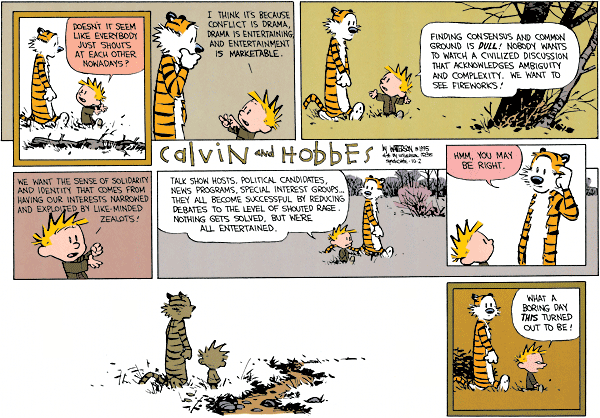 DOESN'T IT SEEM
LIKE EVERYBODY
JUST SHOUTS
AT EACH OTHER
NOWADAYS?
I THINK IT'S BECAUSE
CONFLICT IS DRAMA,
DRAMA IS ENTERTAINING,
AND ENTERTAINMENT
IS MARKETABLE.
FINDING CONSENSUS AND COMMON
GROUND IS DULL! NOBODY WANTS
TO WATCH A CIVILIZED DISCUSSION
THAT ACKNOWLEDGES AMBIGUITY
AND COMPLEXITY. WE WANT TO
SEE FIREWORKS!
Calvin and Hobbes
by WATTERSON
WE WANT THE SENSE OF SOLIDARITY
AND IDENTITY THAT COMES FROM
HAVING OUR INTERESTS NARROWED
AND EXPLOITED BY LIKE-MINDED
ZEALOTS!
TALK SHOW HOSTS, POLITICAL CANDIDATES,
NEWS PROGRAMS, SPECIAL INTEREST GROUPS...
THEY ALL BECOME SUCCESSFUL BY REDUCING
DEBATES TO THE LEVEL OF SHOUTED RAGE.
NOTHING GETS SOLVED, BUT WE'RE
ALL ENTERTAINED.
HMM, YOU MAY
BE RIGHT.
WHAT A
BORING DAY
THIS TURNED
OUT TO BE!